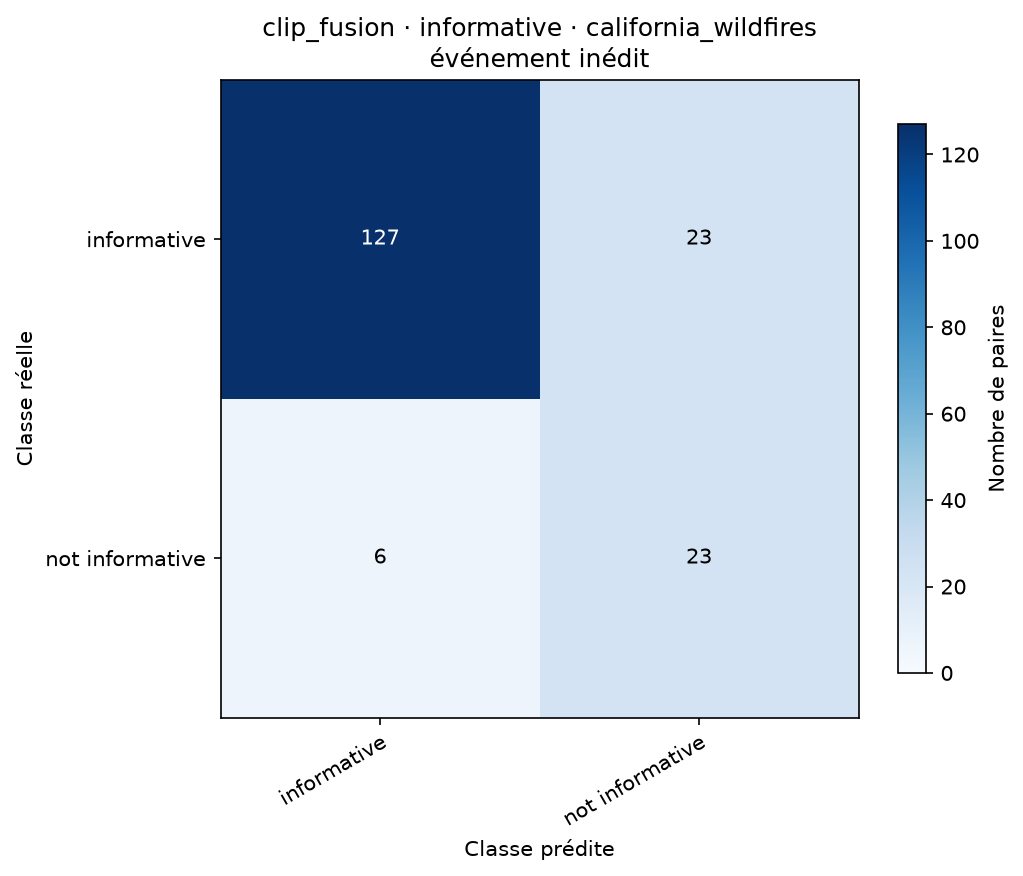 clip_fusion · informative · california_wildfires
événement inédit
Classe réelle
informative
127
23
not informative
6
23
informative
not informative
Classe prédite
120
100
80
60
40
20
0
Nombre de paires